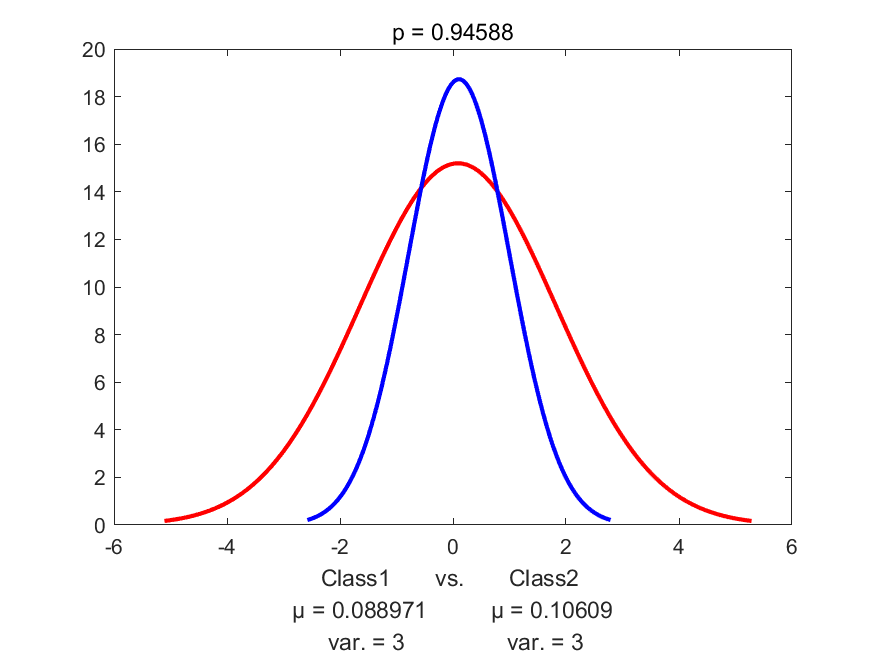 p = 0.94588
20
18
16
14
12
10
8
6
4
2
0
-6 -4 -2 0 2 4 6
Class1 vs. Class2
μ = 0.088971 μ = 0.10609
var. = 3 var. = 3